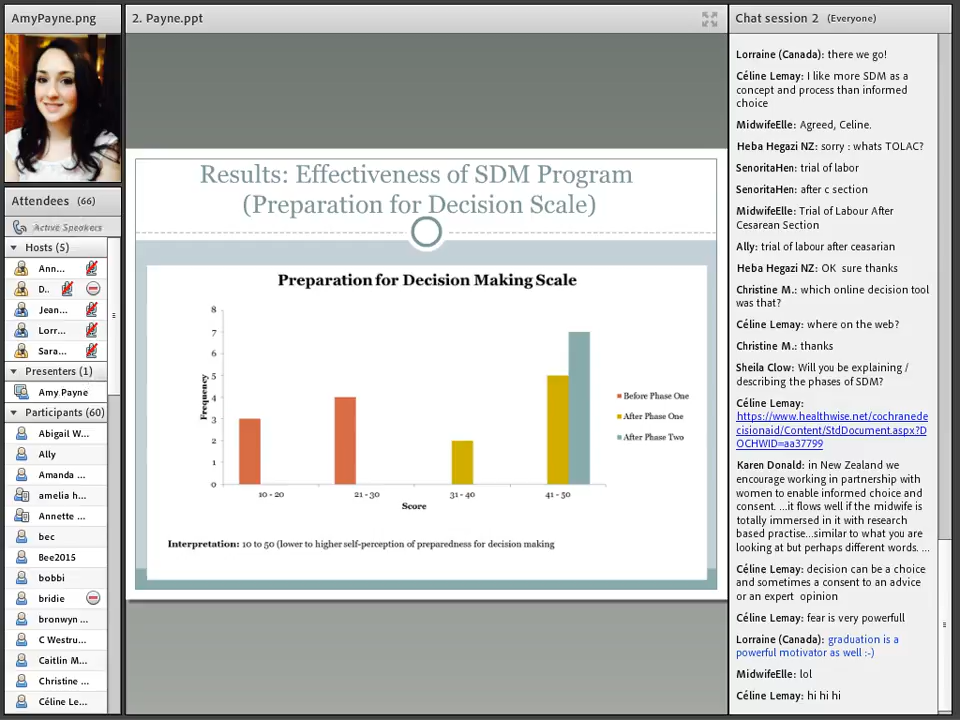 AmyPayne.png
Attendees (66)
Active Speakers
Hosts (5)
Ann...
D..
Jean...
Lorr...
Sara...
Presenters (1)
Amy Payne
Participants (60)
Abigail W...
Ally
Amanda ...
amelia h...
Annette ...
bec
Bee2015
bobbi
bridie
bronwyn ...
C Westru...
Caitlin M...
Christine ...
Céline Le...
2. Payne.ppt
Results: Effectiveness of SDM Program
(Preparation for Decision Scale)
Preparation for Decision Making Scale
Frequency
8
7
6
5
4
3
2
1
0
10 - 20
21 - 30
31 - 40
41 - 50
Score
Before Phase One
After Phase One
After Phase Two
Interpretation: 10 to 50 (lower to higher self-perception of preparedness for decision making
Chat session 2 (Everyone)
Lorraine (Canada): there we go!
Céline Lemay: I like more SDM as a
concept and process than informed
choice
MidwifeElle: Agreed, Celine.
Heba Hegazi NZ: sorry : whats TOLAC?
SenoritaHen: trial of labor
SenoritaHen: after c section
MidwifeElle: Trial of Labour After
Cesarean Section
Ally: trial of labour after ceasarian
Heba Hegazi NZ: OK sure thanks
Christine M.: which online decision tool
was that?
Céline Lemay: where on the web?
Christine M.: thanks
Sheila Clow: Will you be explaining /
describing the phases of SDM?
Céline Lemay:
https://www.healthwise.net/cochranede
cisionaid/Content/StdDocument.aspx?D
OCHWID=aa37799
Karen Donald: in New Zealand we
encourage working in partnership with
women to enable informed choice and
consent. ...it flows well if the midwife is
totally immersed in it with research
based practise...similar to what you are
looking at but perhaps different words. ...
Céline Lemay: decision can be a choice
and sometimes a consent to an advice
or an expert opinion
Céline Lemay: fear is very powerfull
Lorraine (Canada): graduation is a
powerful motivator as well :-)
MidwifeElle: lol
Céline Lemay: hi hi hi